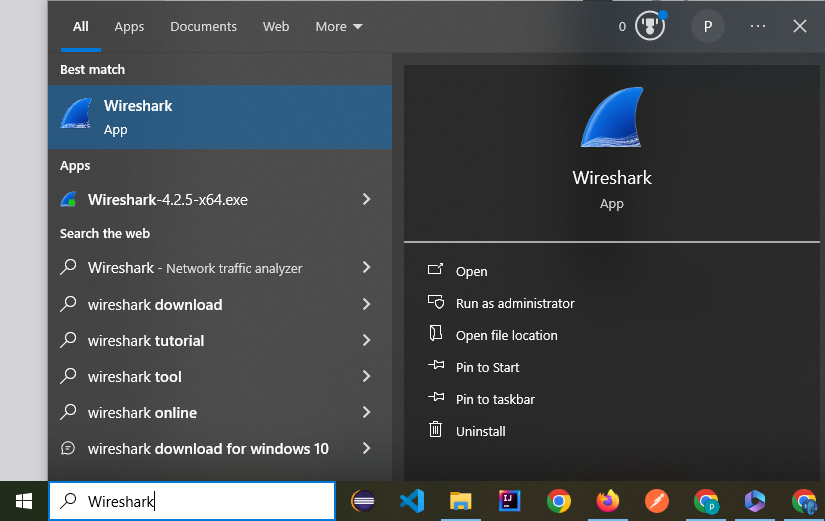 All Apps Documents Web More 0 P ...
Best match
Wireshark
App
Apps
Wireshark-4.2.5-x64.exe
Search the web
Wireshark - Network traffic analyzer
wireshark download
wireshark tutorial
wireshark tool
wireshark online
wireshark download for windows 10
Wireshark
App
Open
Run as administrator
Open file location
Pin to Start
Pin to taskbar
Uninstall
Wireshark
IJ
P